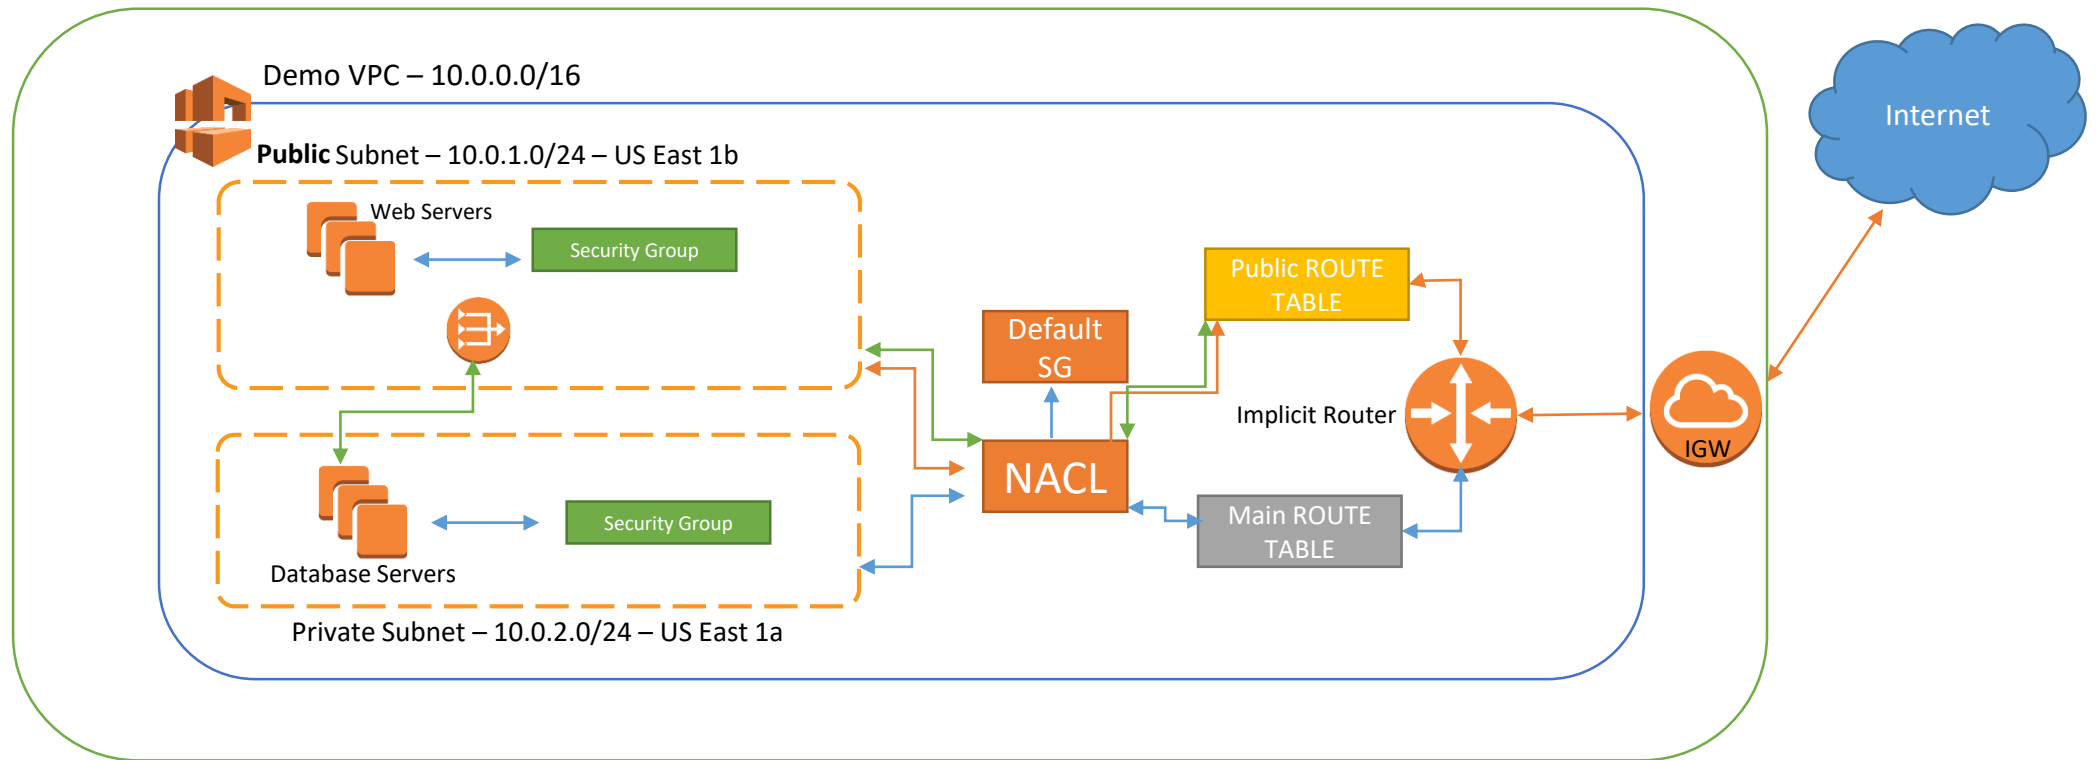 Demo VPC – 10.0.0.0/16
Internet
Public Subnet – 10.0.1.0/24 – US East 1b
Web Servers
Security Group
Public ROUTE
TABLE
Default
SG
Implicit Router
IGW
NACL
Main ROUTE
TABLE
Security Group
Database Servers
Private Subnet – 10.0.2.0/24 – US East 1a